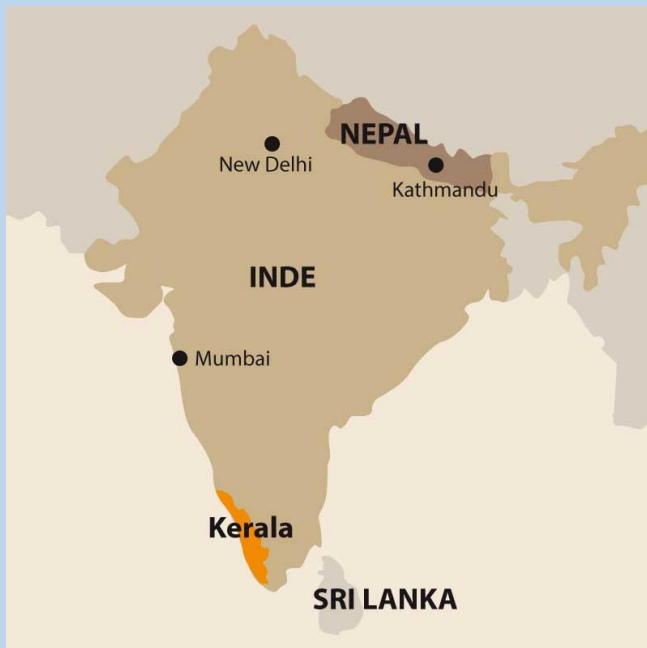 NEPAL
New Delhi
Kathmandu
INDE
Mumbai
Kerala
SRI LANKA